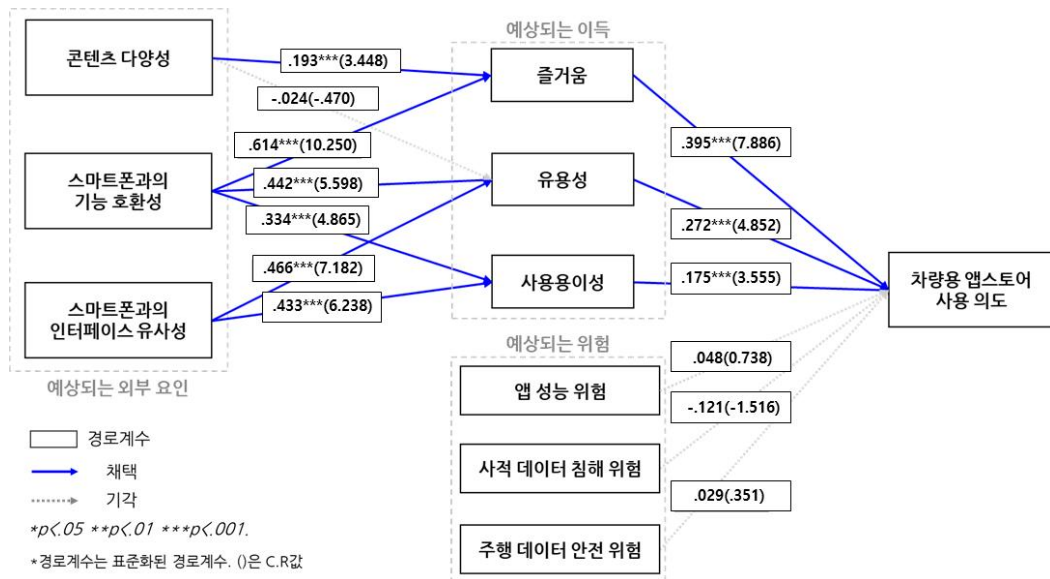 예상되는 이득
콘텐츠 다양성
.193***(3.448)
즐거움
-.024(-.470)
.395***(7.886)
.614***(10.250)
스마트폰과의
기능 호환성
.442***(5.598)
유용성
.272***(4.852)
.334***(4.865)
.466***(7.182)
사용용이성
.175***(3.555)
차량용 앱스토어
사용 의도
스마트폰과의
인터페이스 유사성
.433***(6.238)
예상되는 위험
.048(0.738)
예상되는 외부 요인
앱 성능 위험
-.121(-1.516)
경로계수
채택
사적 데이터 침해 위험
.029(.351)
기각
*p<.05 **p<.01 ***p<.001.
주행 데이터 안전 위험
*경로계수는 표준화된 경로계수. ()은 C.R값